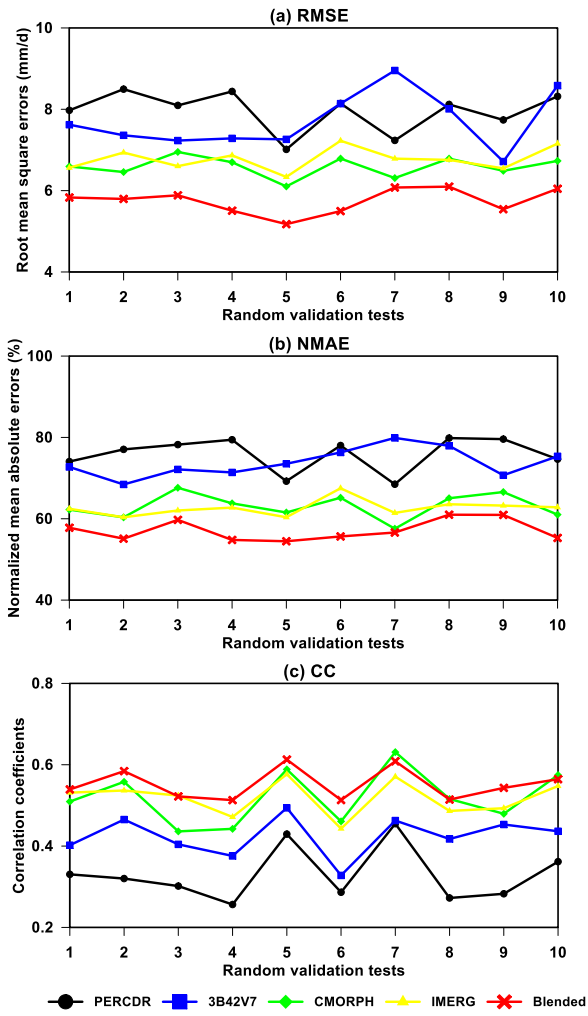 (a) RMSE
Root mean square errors (mm/d)
10
8
6
4
1 2 3 4 5 6 7 8 9 10
Random validation tests
(b) NMAE
Normalized mean absolute errors (%)
100
80
60
40
1 2 3 4 5 6 7 8 9 10
Random validation tests
(c) CC
Correlation coefficients
0.8
0.6
0.4
0.2
1 2 3 4 5 6 7 8 9 10
Random validation tests
PERCDR 3B42V7 CMORPH IMERG Blended